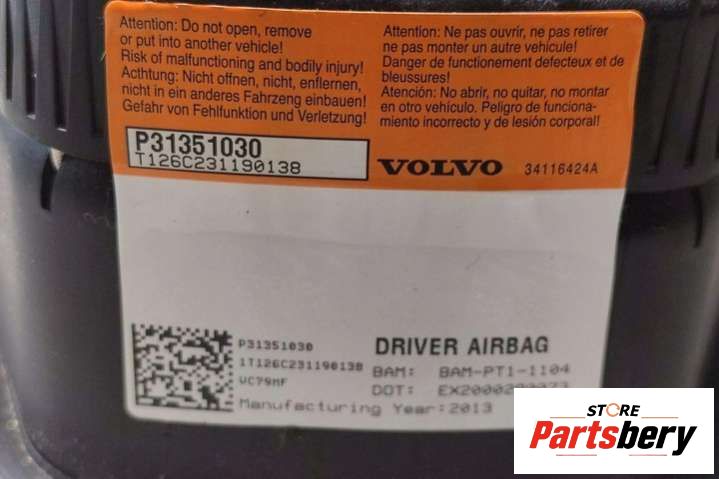 Attention: Do not open, remove
or put into another vehicle!
Risk of malfunctioning and bodily injury!
Acthtung: Nicht öffnen, nicht, enflernen,
nicht in ein anderes Fahrzeng einbauen!
Gefahr von Fehlfunktion und Verletzung!
Attention: Ne pas ouvrir, ne pas retirer
ne pas monter un autre vehicule!
Danger de functionement defecteux et de
bleussures!
Atención: No abrir, no quitar, no montar
en otro vehículo. Peligro de funciona-
miento incorrecto y de lesión corporal!
P31351030
T126C231190138
VOLVO
34116424A
P31351030
1T126C231190138
VC79MF
DRIVER AIRBAG
BAM: BAM-PT1-1104
DOT:
Manufacturing Year: 2013
STORE
Partsbery